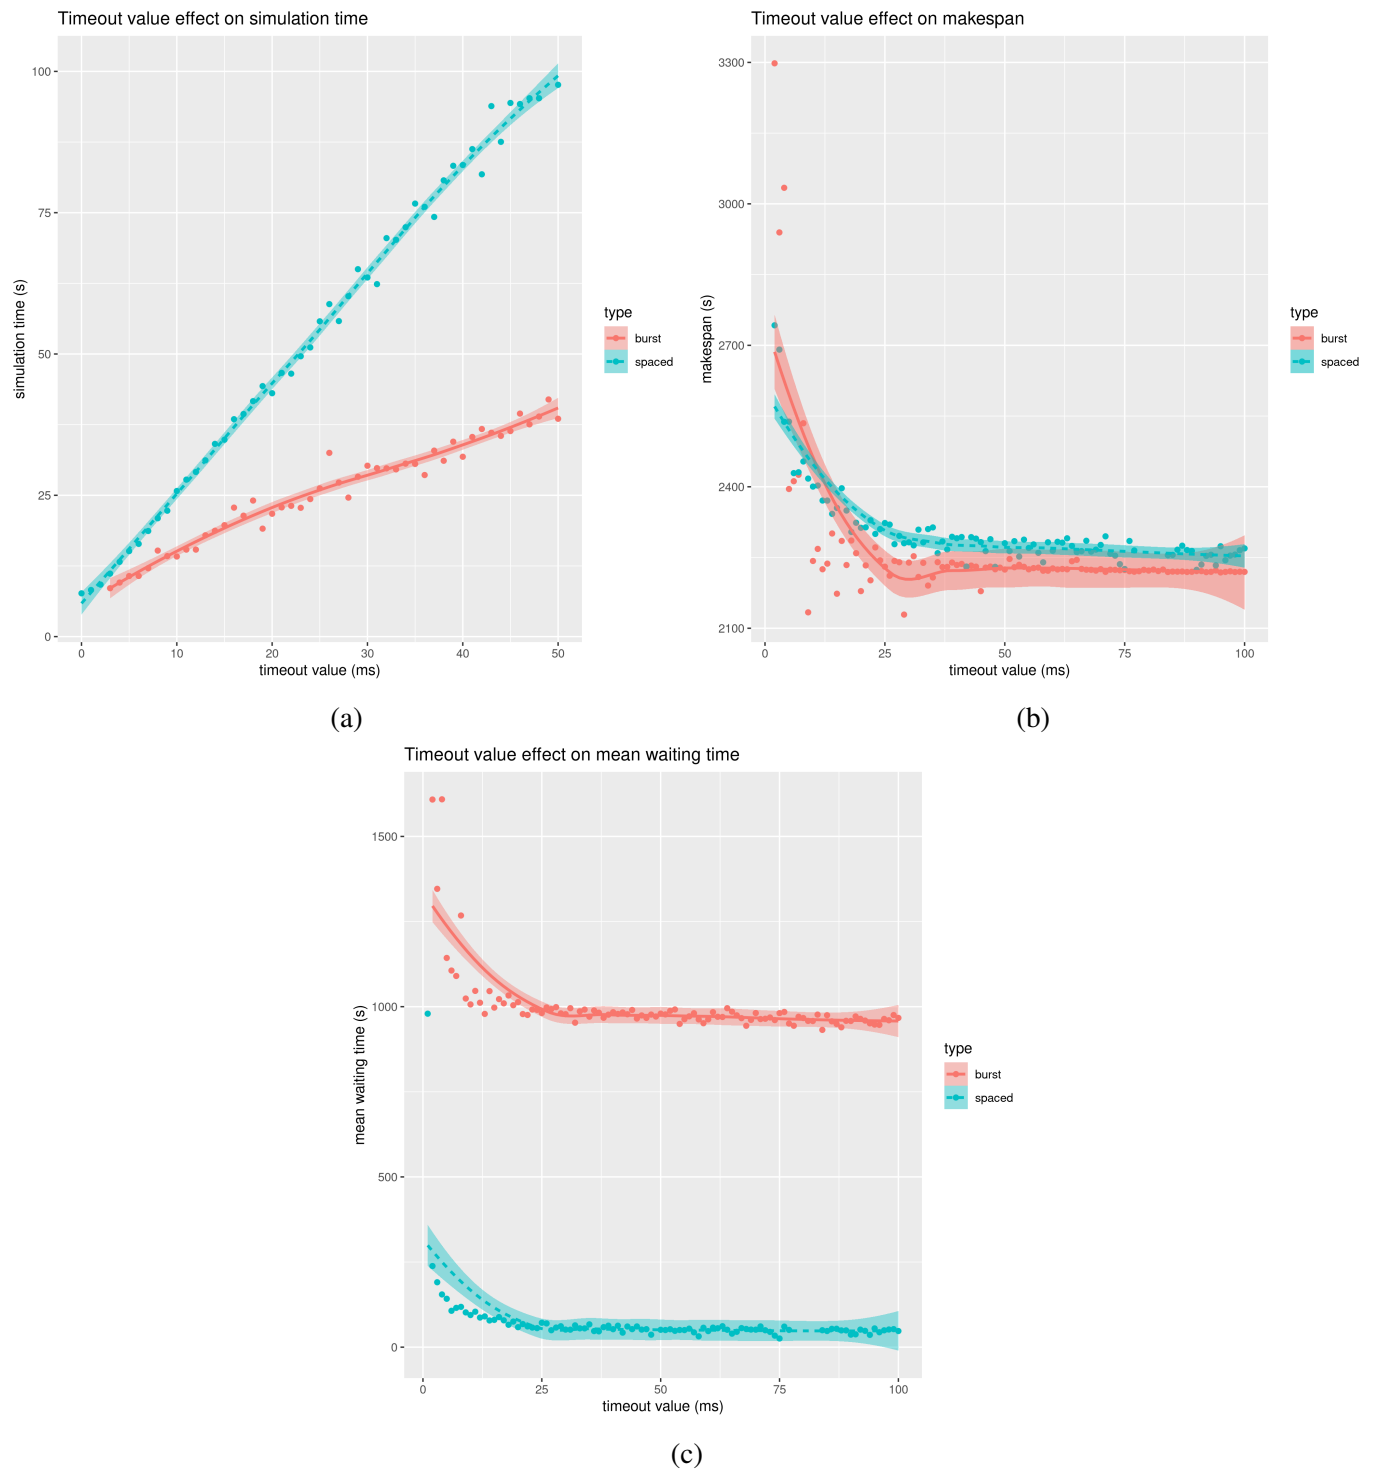 Timeout value effect on simulation time
100
75
50
25
0
simulation time (s)
0 10 20 30 40 50
timeout value (ms)
type
burst
spaced
(a)
Timeout value effect on makespan
3300
3000
2700
2400
2100
makespan (s)
0 25 50 75 100
timeout value (ms)
type
burst
spaced
(b)
Timeout value effect on mean waiting time
1500
1000
500
0
mean waiting time (s)
0 25 50 75 100
timeout value (ms)
type
burst
spaced
(c)